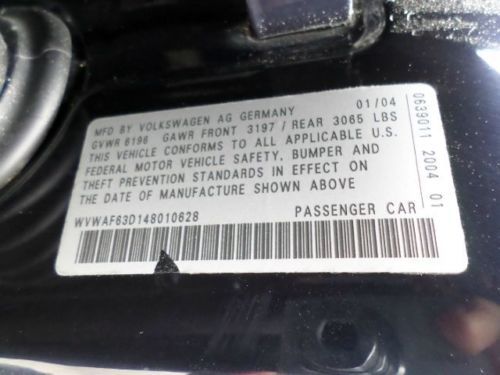 MFD BY VOLKSWAGEN AG GERMANY 01/04
GVWR 6196 GAWR FRONT 3197 / REAR 3065 LBS
THIS VEHICLE CONFORMS TO ALL APPLICABLE U.S.
FEDERAL MOTOR VEHICLE SAFETY, BUMPER AND
THEFT PREVENTION STANDARDS IN EFFECT ON
THE DATE OF MANUFACTURE SHOWN ABOVE
WVWAF63D148010628 PASSENGER CAR
0639011 2004 01